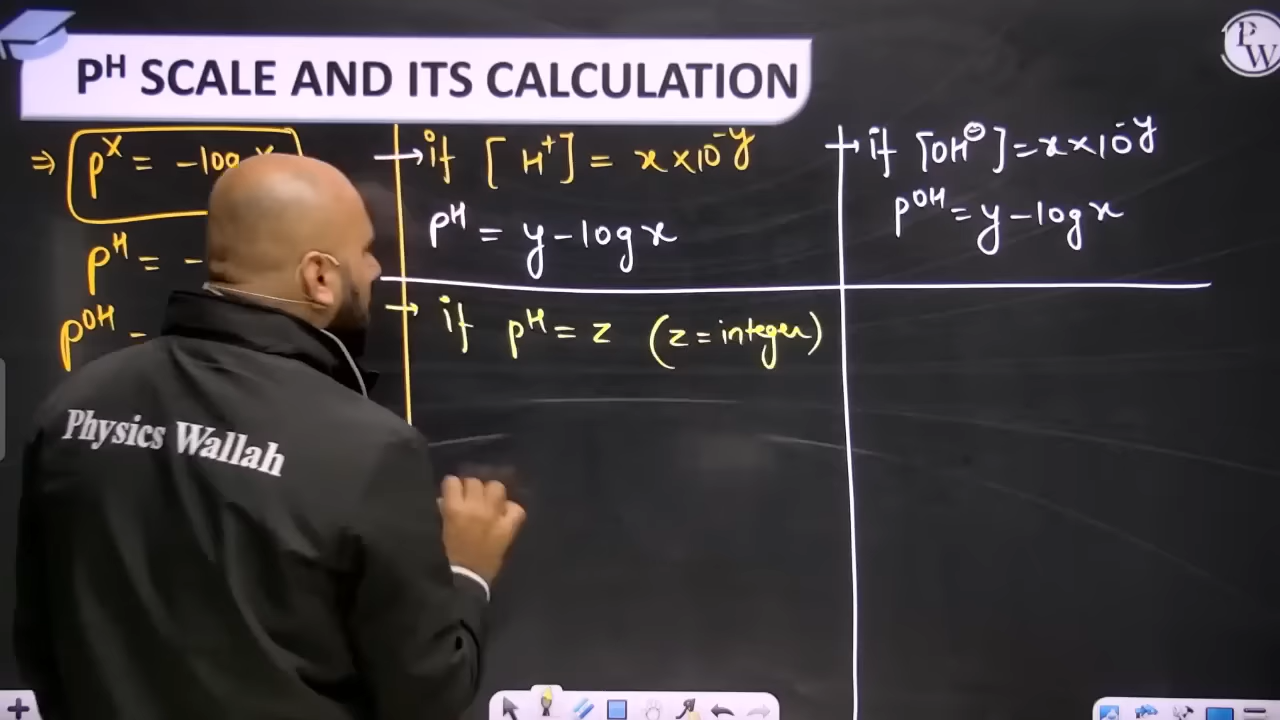 Pᴴ SCALE AND ITS CALCULATION
PW
⇒ pˣ = -log x
pᴴ = -
pᴼᴴ -
→ if [H⁺] = x×10⁻ʸ
pᴴ = y-log x
→ if pᴴ = z (z = integer)
→ if [OH⊖] = x×10⁻ʸ
pᴼᴴ = y-log x
Physics Wallah